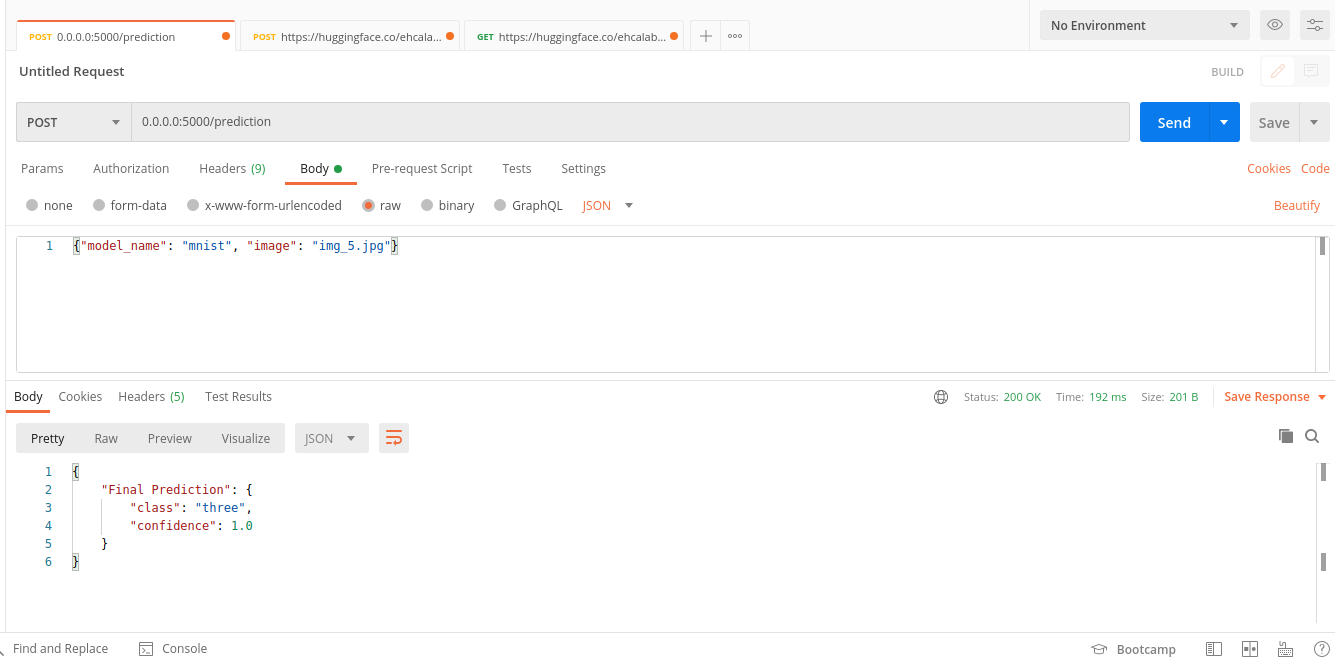 POST 0.0.0.0:5000/prediction
POST https://huggingface.co/ehcala...
GET https://huggingface.co/ehcalab...
No Environment
Untitled Request
BUILD
POST 0.0.0.0:5000/prediction Send Save
Params Authorization Headers (9) Body Pre-request Script Tests Settings Cookies Code
none form-data x-www-form-urlencoded raw binary GraphQL JSON Beautify
1 {"model_name": "mnist", "image": "img_5.jpg"}
Body Cookies Headers (5) Test Results Status: 200 OK Time: 192 ms Size: 201 B Save Response
Pretty Raw Preview Visualize JSON
1 {
2 "Final Prediction": {
3 "class": "three",
4 "confidence": 1.0
5 }
6 }
Find and Replace Console Bootcamp